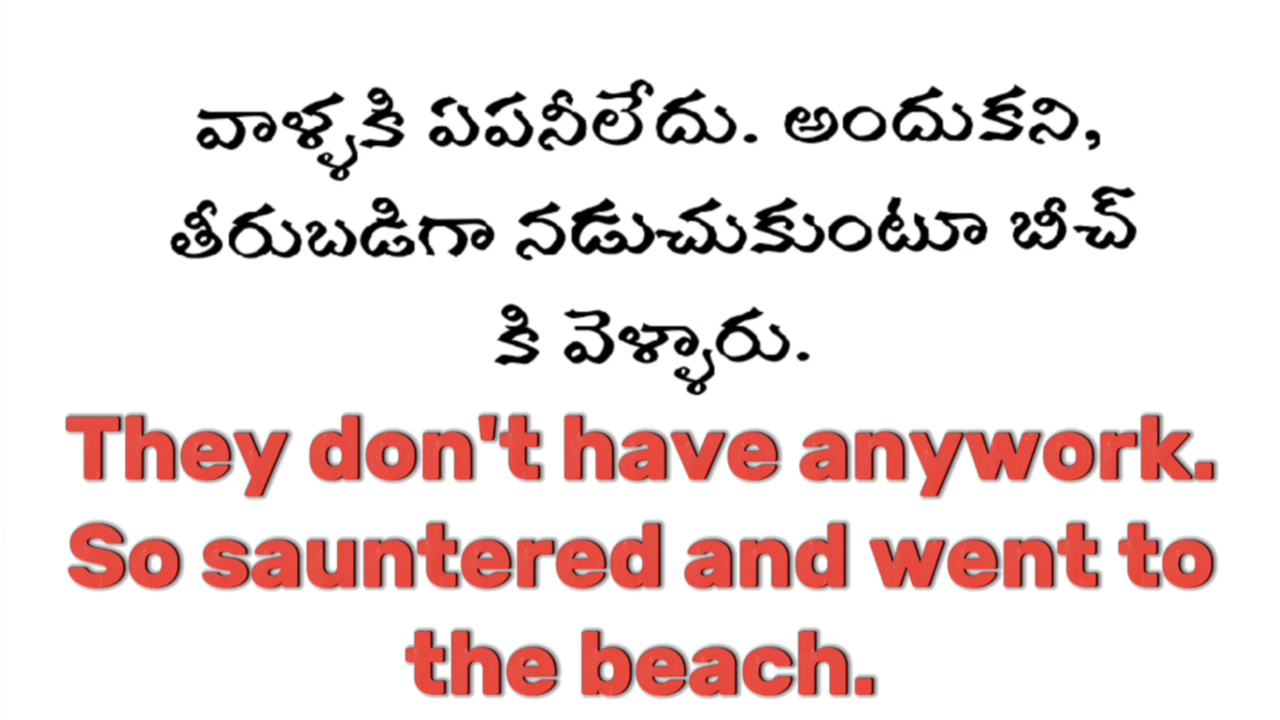 వాళ్ళకి ఏపనీలేదు. అందుకని,
తీరుబడిగా నడుచుకుంటూ బీచ్
కి వెళ్ళారు.
They don't have anywork.
So sauntered and went to
the beach.